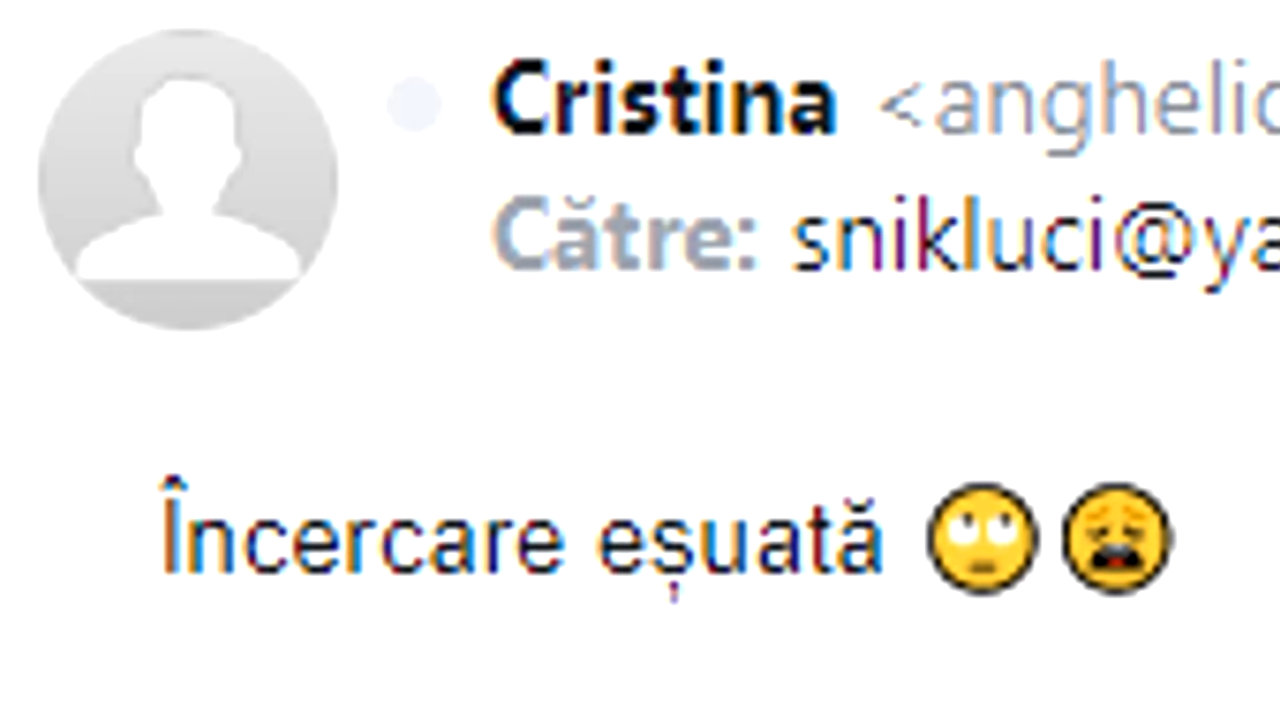 Cristina <anghelic
Către: snikluci@ya
Încercare eșuată 🙄😩